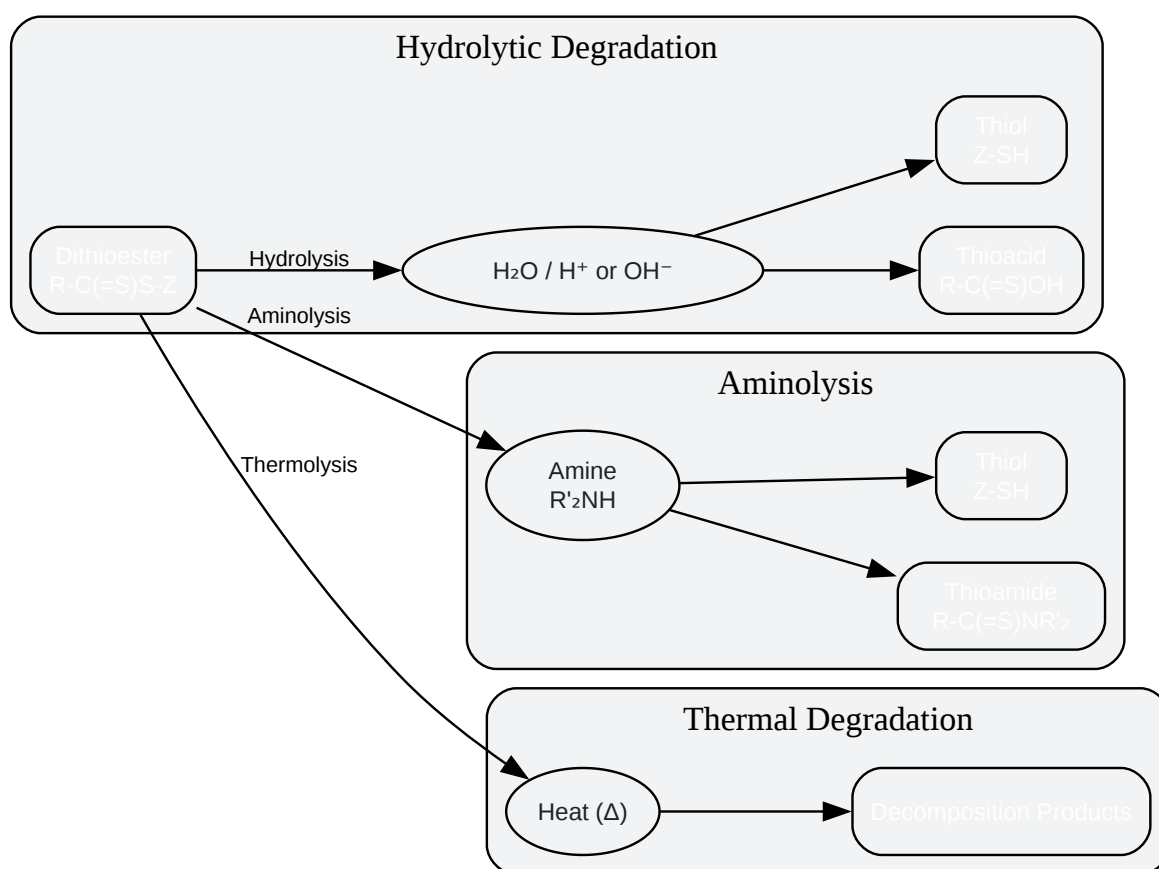 Hydrolytic Degradation
Thiol
Z-SH
Dithioester
R-C(=S)S-Z
Hydrolysis
H₂O / H⁺ or OH⁻
Thioacid
R-C(=S)OH
Aminolysis
Aminolysis
Amine
R'₂NH
Thiol
Z-SH
Thermolysis
Thioamide
R-C(=S)NR'₂
Thermal Degradation
Heat (Δ)
Decomposition Products